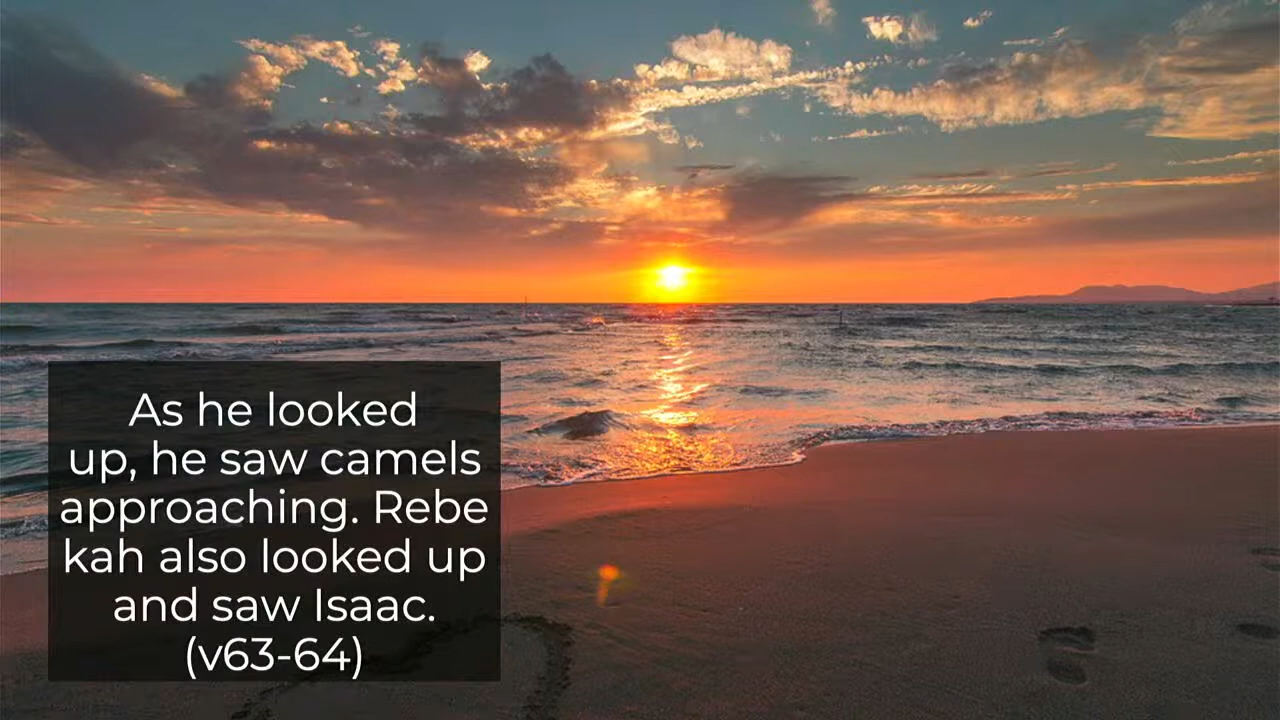 As he looked
up, he saw camels
approaching. Rebe
kah also looked up
and saw Isaac.
(v63-64)